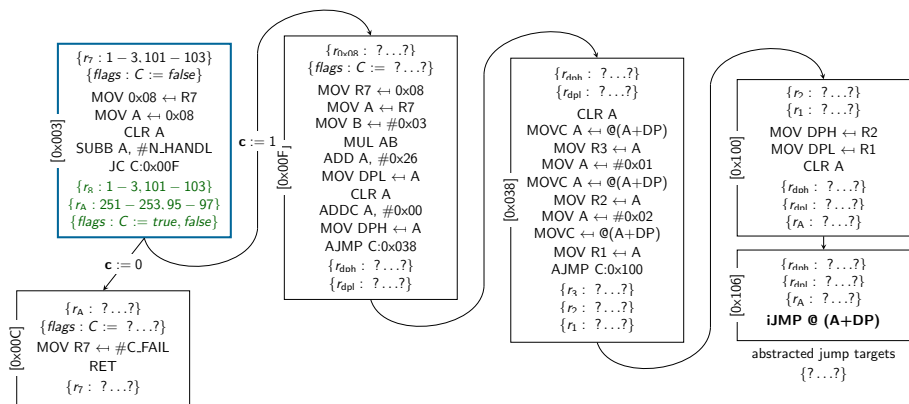 [0x003]
{r7 : 1 − 3, 101 − 103}
{flags : C := false}
MOV 0x08 ↢ R7
MOV A ↢ 0x08
CLR A
SUBB A, #N_HANDL
JC C:0x00F
{r8 : 1 − 3, 101 − 103}
{rA : 251 − 253, 95 − 97}
{flags : C := true, false}
c := 0
c := 1
[0x00C]
{rA : ? . . . ?}
{flags : C := ? . . . ?}
MOV R7 ↢ #C_FAIL
RET
{r7 : ? . . . ?}
[0x00F]
{r0x08 : ? . . . ?}
{flags : C := ? . . . ?}
MOV R7 ↢ 0x08
MOV A ↢ R7
MOV B ↢ #0x03
MUL AB
ADD A, #0x26
MOV DPL ↢ A
CLR A
ADDC A, #0x00
MOV DPH ↢ A
AJMP C:0x038
{rdph : ? . . . ?}
{rdpl : ? . . . ?}
[0x038]
{rdph : ? . . . ?}
{rdpl : ? . . . ?}
CLR A
MOVC A ↢ @(A+DP)
MOV R3 ↢ A
MOV A ↢ #0x01
MOVC A ↢ @(A+DP)
MOV R2 ↢ A
MOV A ↢ #0x02
MOVC ↢ @(A+DP)
MOV R1 ↢ A
AJMP C:0x100
{r3 : ? . . . ?}
{r2 : ? . . . ?}
{r1 : ? . . . ?}
[0x100]
{r2 : ? . . . ?}
{r1 : ? . . . ?}
MOV DPH ↢ R2
MOV DPL ↢ R1
CLR A
{rdph : ? . . . ?}
{rdpl : ? . . . ?}
{rA : ? . . . ?}
[0x106]
{rdph : ? . . . ?}
{rdpl : ? . . . ?}
{rA : ? . . . ?}
iJMP @ (A+DP)
abstracted jump targets
{? . . . ?}